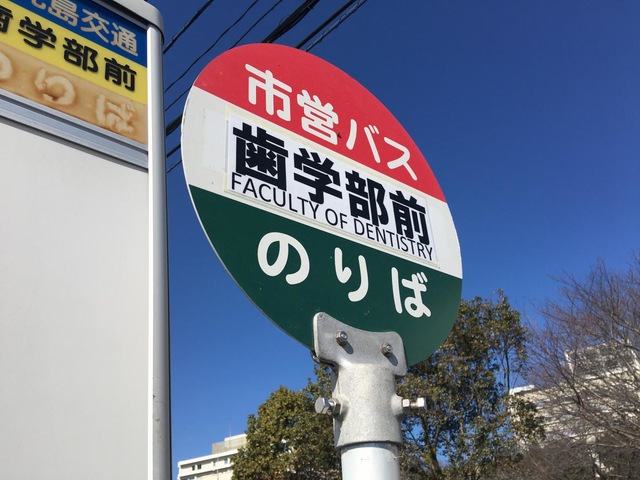 島交通
歯学部前
のりば
市営バス
歯学部前
FACULTY OF DENTISTRY
のりば